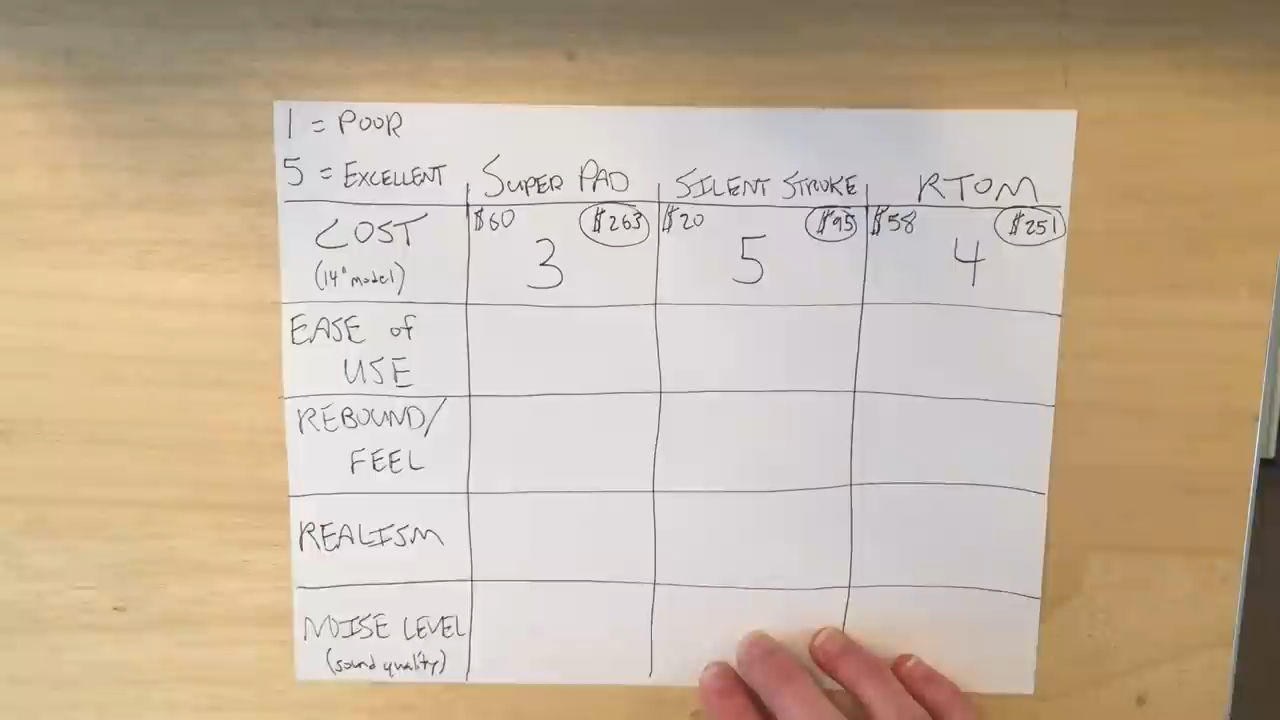 1 = POOR
5 = EXCELLENT
SUPER PAD SILENT STROKE RTOM
COST $60 $263 $20 $95 $58 $251
(14" model) 3 5 4
EASE of
USE
REBOUND/
FEEL
REALISM
NOISE LEVEL
(sound quality)